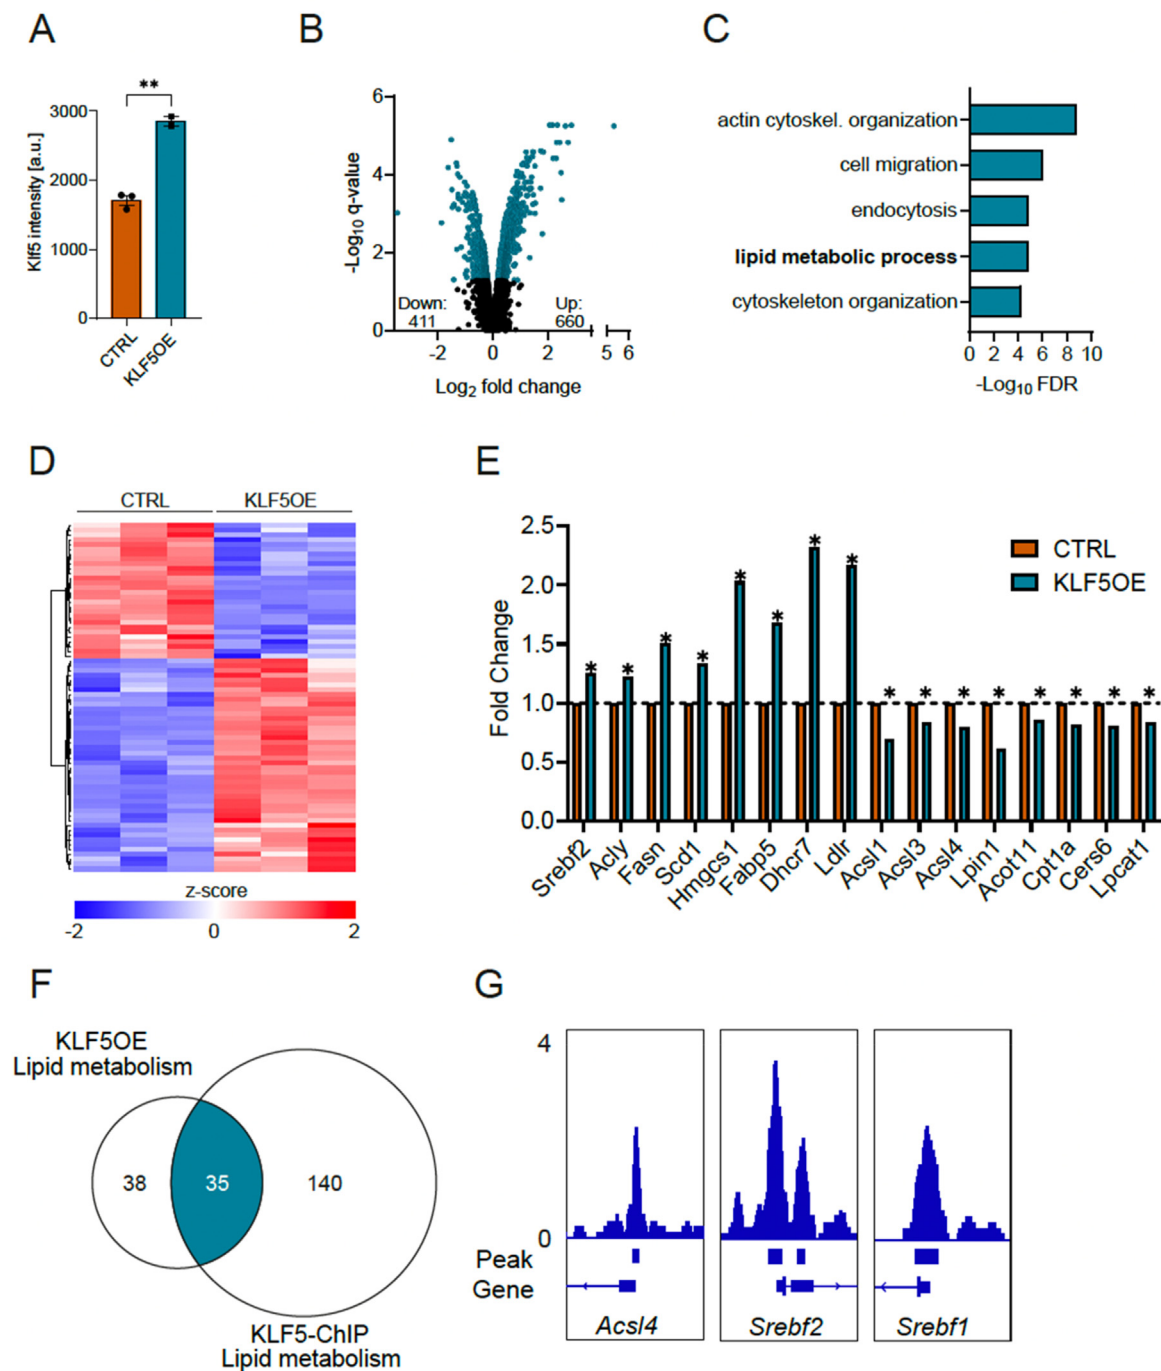 A
**
3000
2000
1000
0
Klf5 intensity [a.u.]
CTRL
KLF5OE
B
6
4
2
0
-Log10 q-value
Down:
411
Up:
660
-2 0 2 5 6
Log2 fold change
C
actin cytoskel. organization
cell migration
endocytosis
lipid metabolic process
cytoskeleton organization
0 2 4 6 8 10
-Log10 FDR
D
CTRL KLF5OE
z-score
-2 0 2
E
2.5
2.0
1.5
1.0
0.5
0.0
Fold Change
CTRL
KLF5OE
* * * * * * * * * * * * * * * *
Srebf2
Acly
Fasn
Scd1
Hmgcs1
Fabp5
Dhcr7
Ldlr
Acsl1
Acsl3
Acsl4
Lpin1
Acot11
Cpt1a
Cers6
Lpcat1
F
KLF5OE
Lipid metabolism
38 35 140
KLF5-ChIP
Lipid metabolism
G
4
0
Peak
Gene
Acsl4 Srebf2 Srebf1